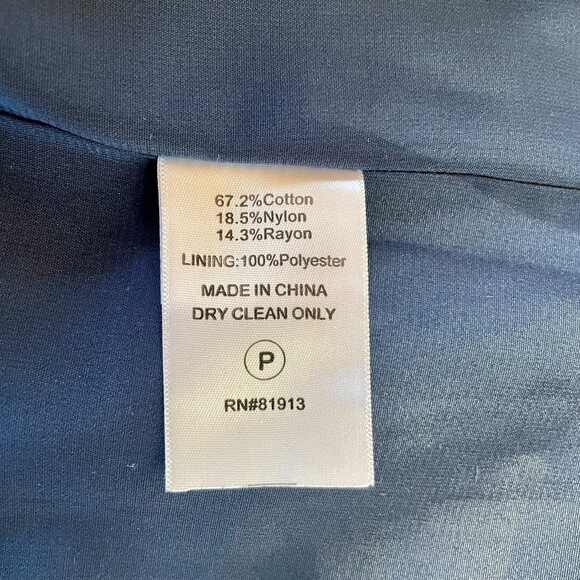 67.2%Cotton
18.5%Nylon
14.3%Rayon
LINING:100%Polyester
MADE IN CHINA
DRY CLEAN ONLY
P
RN#81913